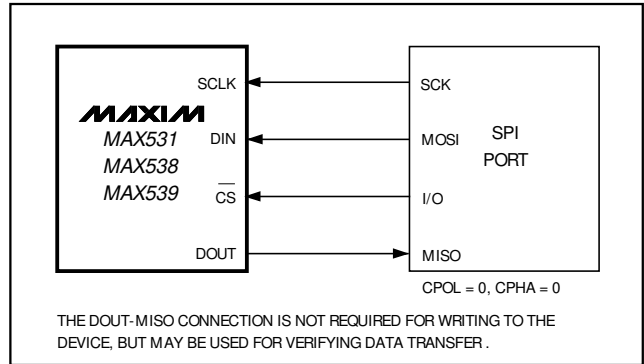 SCLK SCK
MAXIM
MAX531 DIN MOSI SPI
PORT
MAX538
MAX539 C̅S̅ I/O
DOUT MISO
CPOL = 0, CPHA = 0
THE DOUT-MISO CONNECTION IS NOT REQUIRED FOR WRITING TO THE
DEVICE, BUT MAY BE USED FOR VERIFYING DATA TRANSFER .